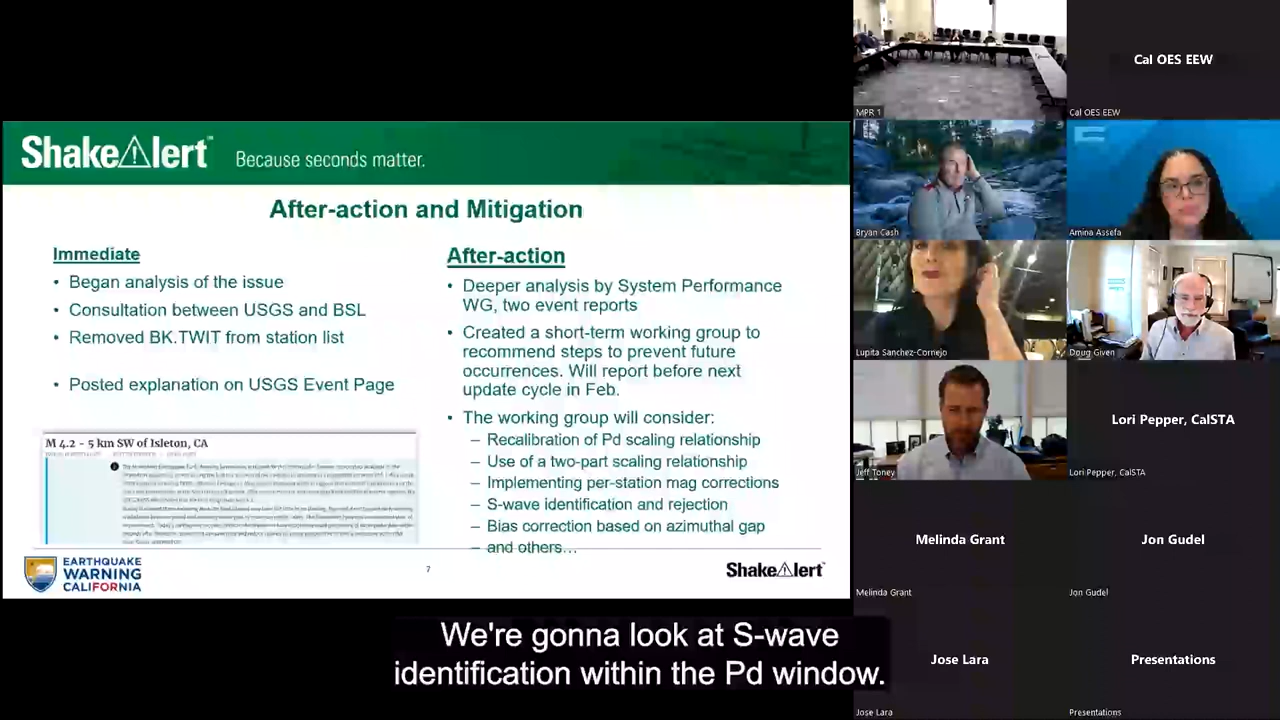 ShakeAlert™ Because seconds matter.
After-action and Mitigation
Immediate
• Began analysis of the issue
• Consultation between USGS and BSL
• Removed BK.TWIT from station list
• Posted explanation on USGS Event Page
M 4.2 - 5 km SW of Isleton, CA
After-action
• Deeper analysis by System Performance
WG, two event reports
• Created a short-term working group to
recommend steps to prevent future
occurrences. Will report before next
update cycle in Feb.
• The working group will consider:
– Recalibration of Pd scaling relationship
– Use of a two-part scaling relationship
– Implementing per-station mag corrections
– S-wave identification and rejection
– Bias correction based on azimuthal gap
– and others…
EARTHQUAKE
WARNING
CALIFORNIA
7
ShakeAlert™
We're gonna look at S-wave
identification within the Pd window.
MPR 1
Cal OES EEW
Cal OES EEW
Bryan Cash
Amina Assefa
Lupita Sanchez-Cornejo
Doug Given
Jeff Toney
Lori Pepper, CalSTA
Lori Pepper, CalSTA
Melinda Grant
Melinda Grant
Jon Gudel
Jon Gudel
Jose Lara
Jose Lara
Presentations
Presentations